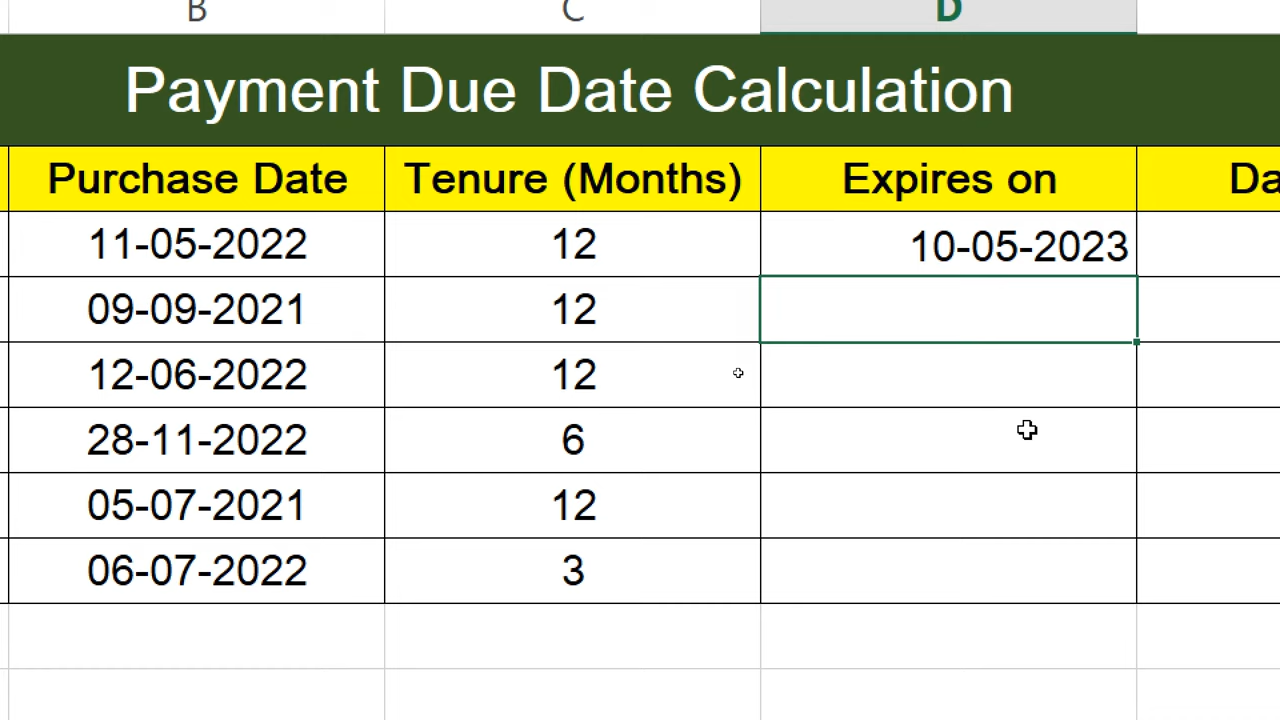 B C D
Payment Due Date Calculation
Purchase Date Tenure (Months) Expires on Da
11-05-2022 12 10-05-2023
09-09-2021 12
12-06-2022 12
28-11-2022 6
05-07-2021 12
06-07-2022 3